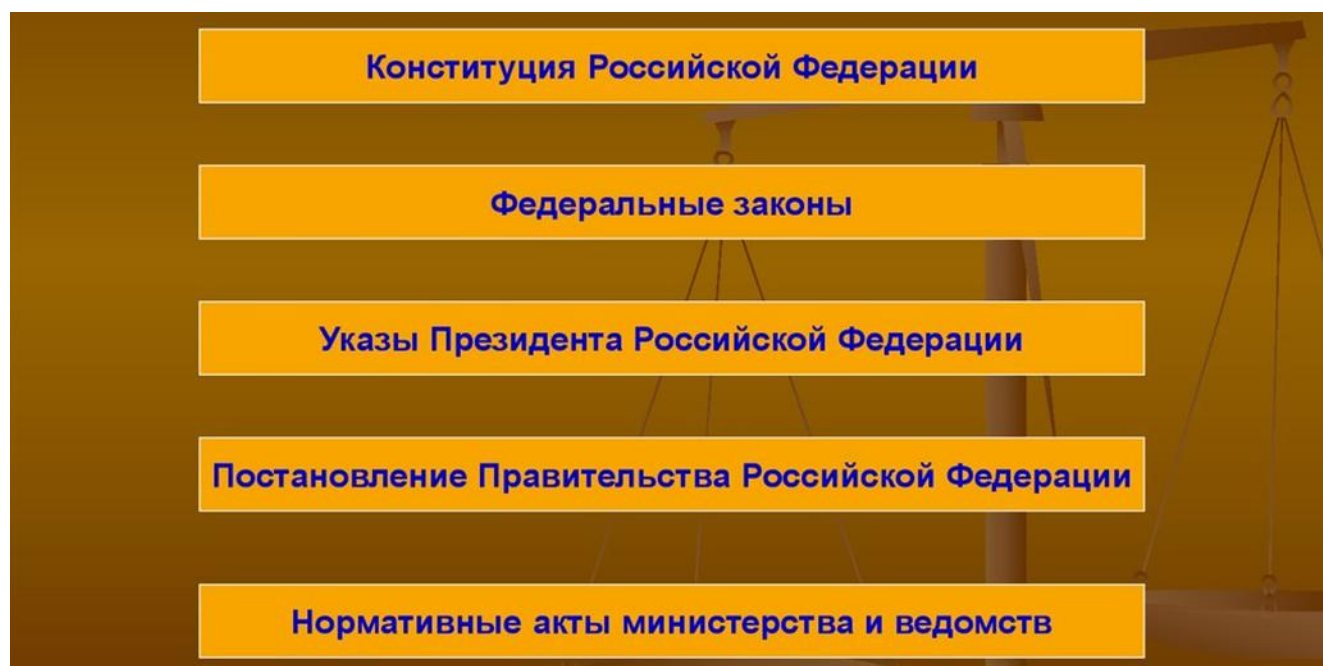 Конституция Российской Федерации
Федеральные законы
Указы Президента Российской Федерации
Постановление Правительства Российской Федерации
Нормативные акты министерства и ведомств